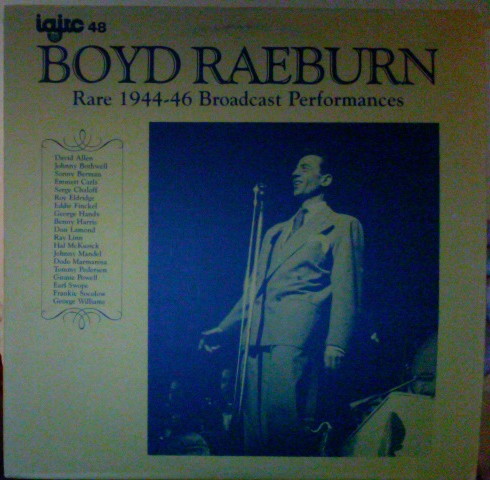 iajrc 48
BOYD RAEBURN
Rare 1944-46 Broadcast Performances
David Allen
Johnny Bothwell
Sonny Berman
Emmett Carls
Serge Chaloff
Roy Eldridge
Eddie Finckel
George Handy
Benny Harris
Don Lamond
Ray Linn
Hal McKusick
Johnny Mandel
Dodo Marmarosa
Tommy Pederson
Ginnie Powell
Earl Swope
Frankie Socolow
George Williams